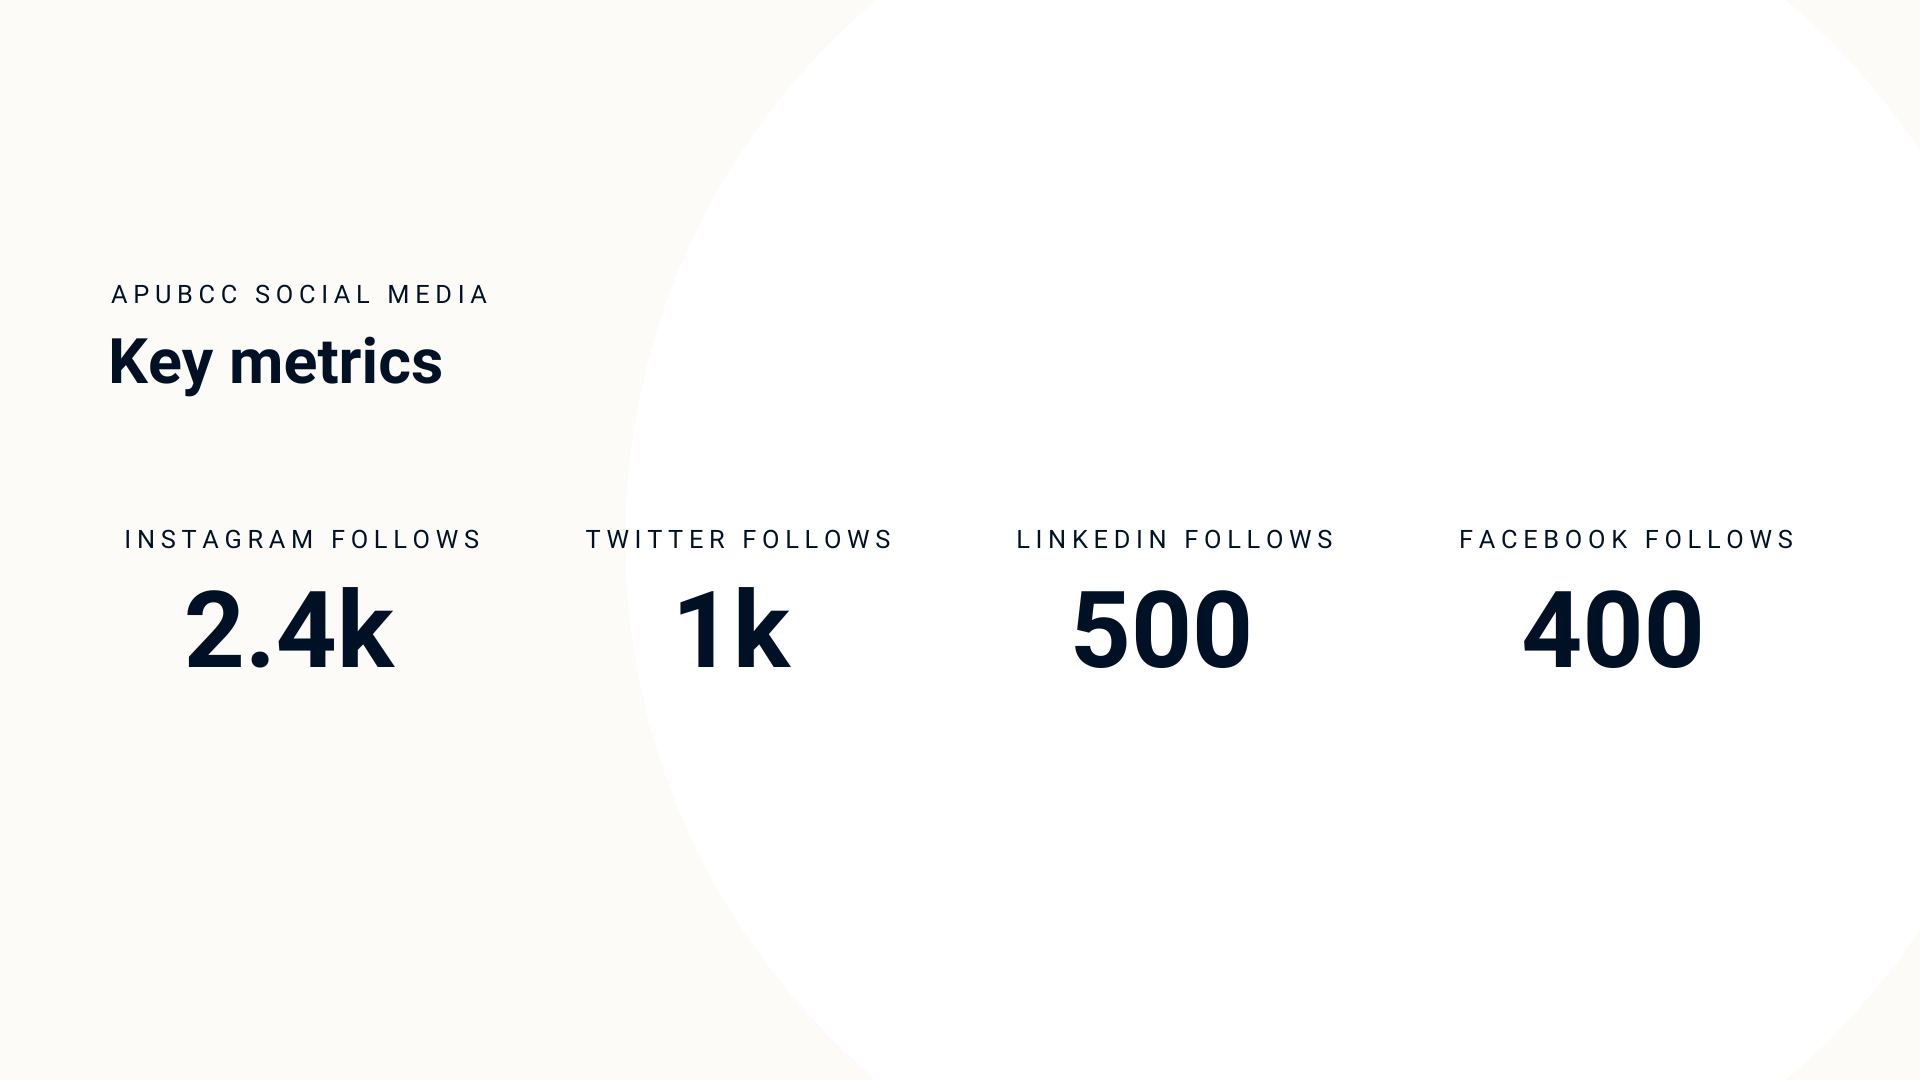 APUBCC SOCIAL MEDIA
Key metrics
INSTAGRAM FOLLOWS
2.4k
TWITTER FOLLOWS
1k
LINKEDIN FOLLOWS
500
FACEBOOK FOLLOWS
400